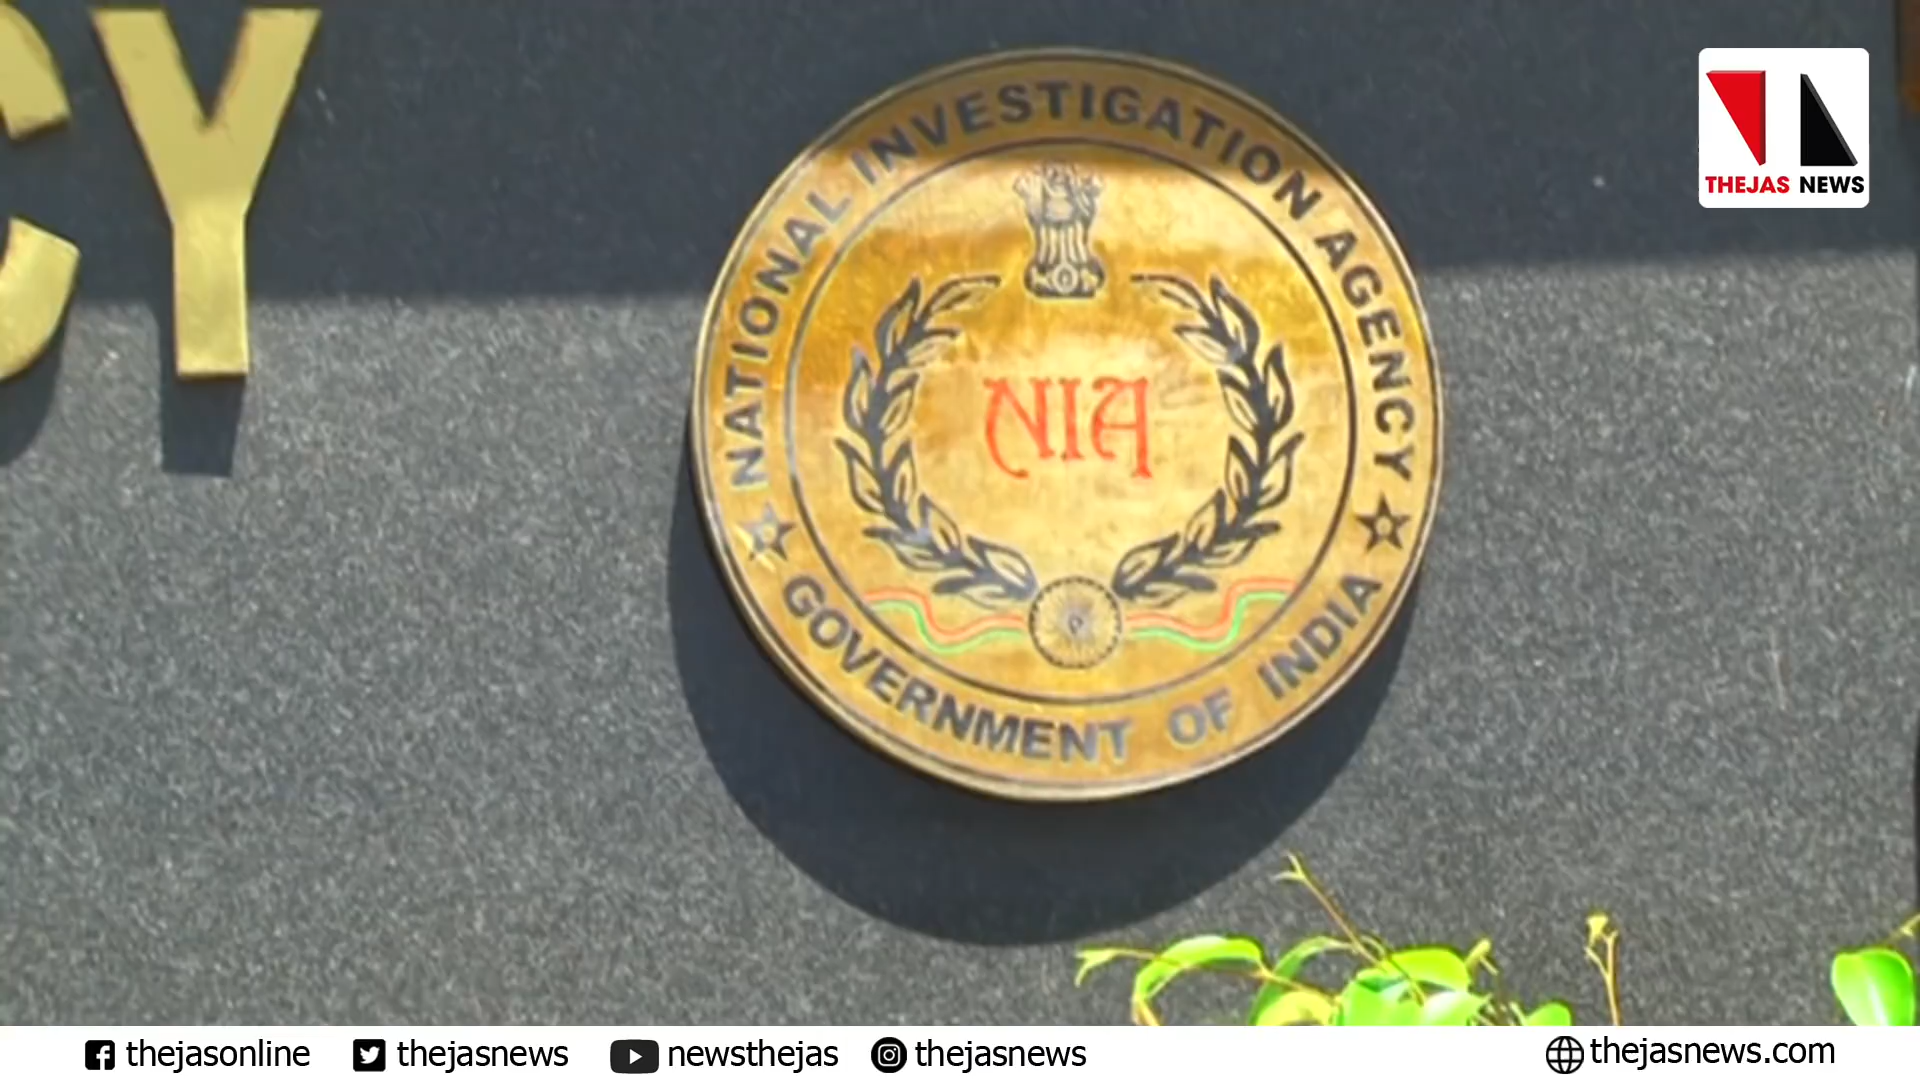 CY
NATIONAL INVESTIGATION AGENCY
NIA
GOVERNMENT OF INDIA
THEJAS NEWS
thejasonline thejasnews newsthejas thejasnews thejasnews.com